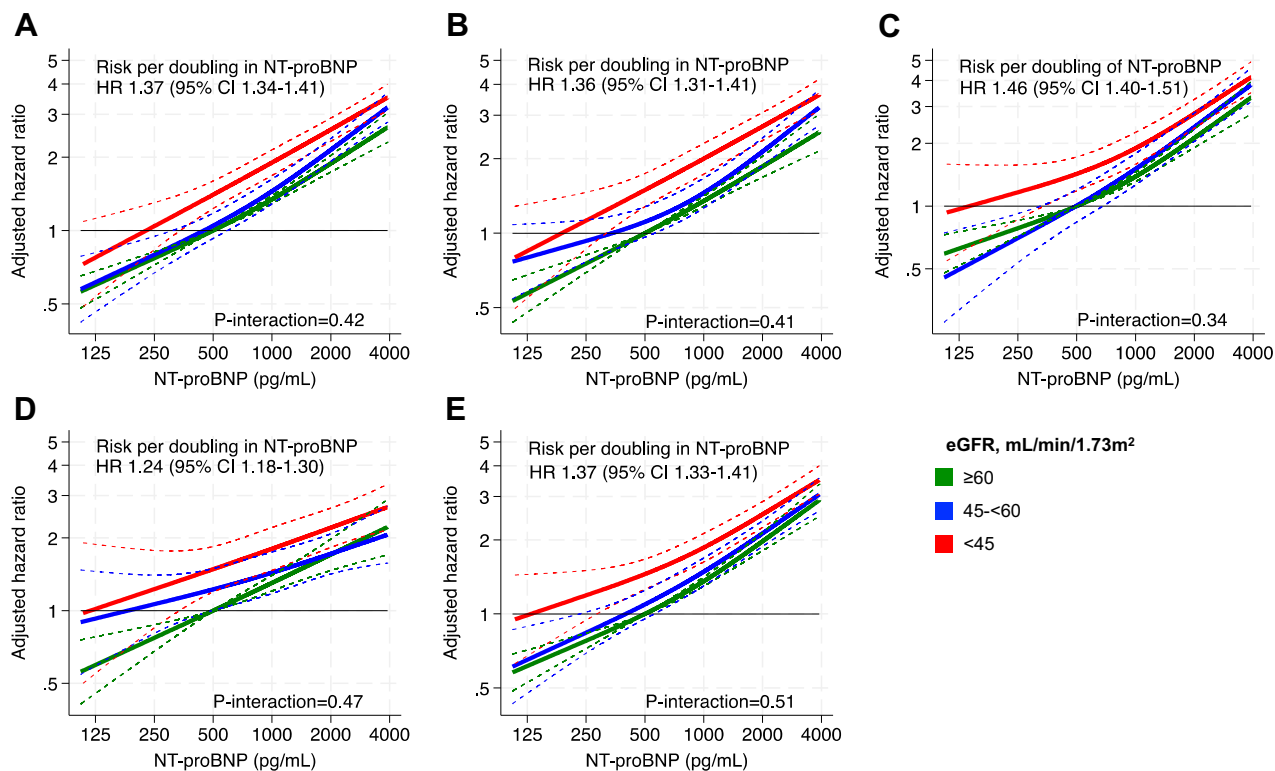 A
Risk per doubling in NT-proBNP
HR 1.37 (95% CI 1.34-1.41)
Adjusted hazard ratio
5
4
3
2
1
.5
P-interaction=0.42
125 250 500 1000 2000 4000
NT-proBNP (pg/mL)
B
Risk per doubling in NT-proBNP
HR 1.36 (95% CI 1.31-1.41)
Adjusted hazard ratio
5
4
3
2
1
.5
P-interaction=0.41
125 250 500 1000 2000 4000
NT-proBNP (pg/mL)
C
Risk per doubling of NT-proBNP
HR 1.46 (95% CI 1.40-1.51)
Adjusted hazard ratio
5
4
3
2
1
.5
P-interaction=0.34
125 250 500 1000 2000 4000
NT-proBNP (pg/mL)
D
Risk per doubling in NT-proBNP
HR 1.24 (95% CI 1.18-1.30)
Adjusted hazard ratio
5
4
3
2
1
.5
P-interaction=0.47
125 250 500 1000 2000 4000
NT-proBNP (pg/mL)
E
Risk per doubling in NT-proBNP
HR 1.37 (95% CI 1.33-1.41)
Adjusted hazard ratio
5
4
3
2
1
.5
P-interaction=0.51
125 250 500 1000 2000 4000
NT-proBNP (pg/mL)
eGFR, mL/min/1.73m²
≥60
45-<60
<45